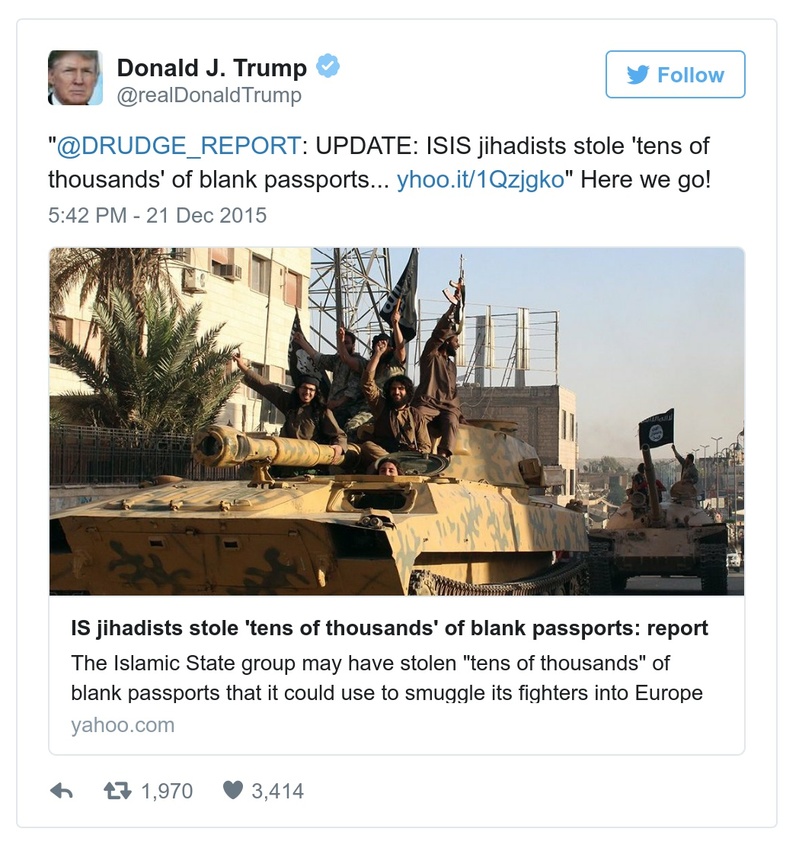 Donald J. Trump
@realDonaldTrump
Follow
"@DRUDGE_REPORT: UPDATE: ISIS jihadists stole 'tens of
thousands' of blank passports... yhoo.it/1Qzjgko" Here we go!
5:42 PM - 21 Dec 2015
IS jihadists stole 'tens of thousands' of blank passports: report
The Islamic State group may have stolen "tens of thousands" of
blank passports that it could use to smuggle its fighters into Europe
yahoo.com
1,970
3,414